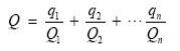 Q = q₁/Q₁ + q₂/Q₂ + ⋯ qₙ/Qₙ